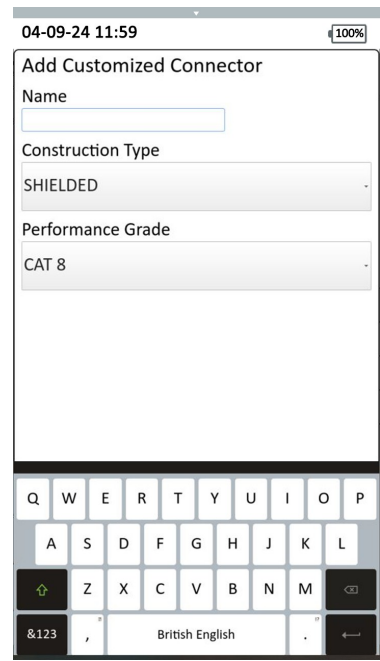 04-09-24 11:59
100%
Add Customized Connector
Name
Construction Type
SHIELDED
Performance Grade
CAT 8
Q W E R T Y U I O P
A S D F G H J K L
Z X C V B N M
&123 , British English .